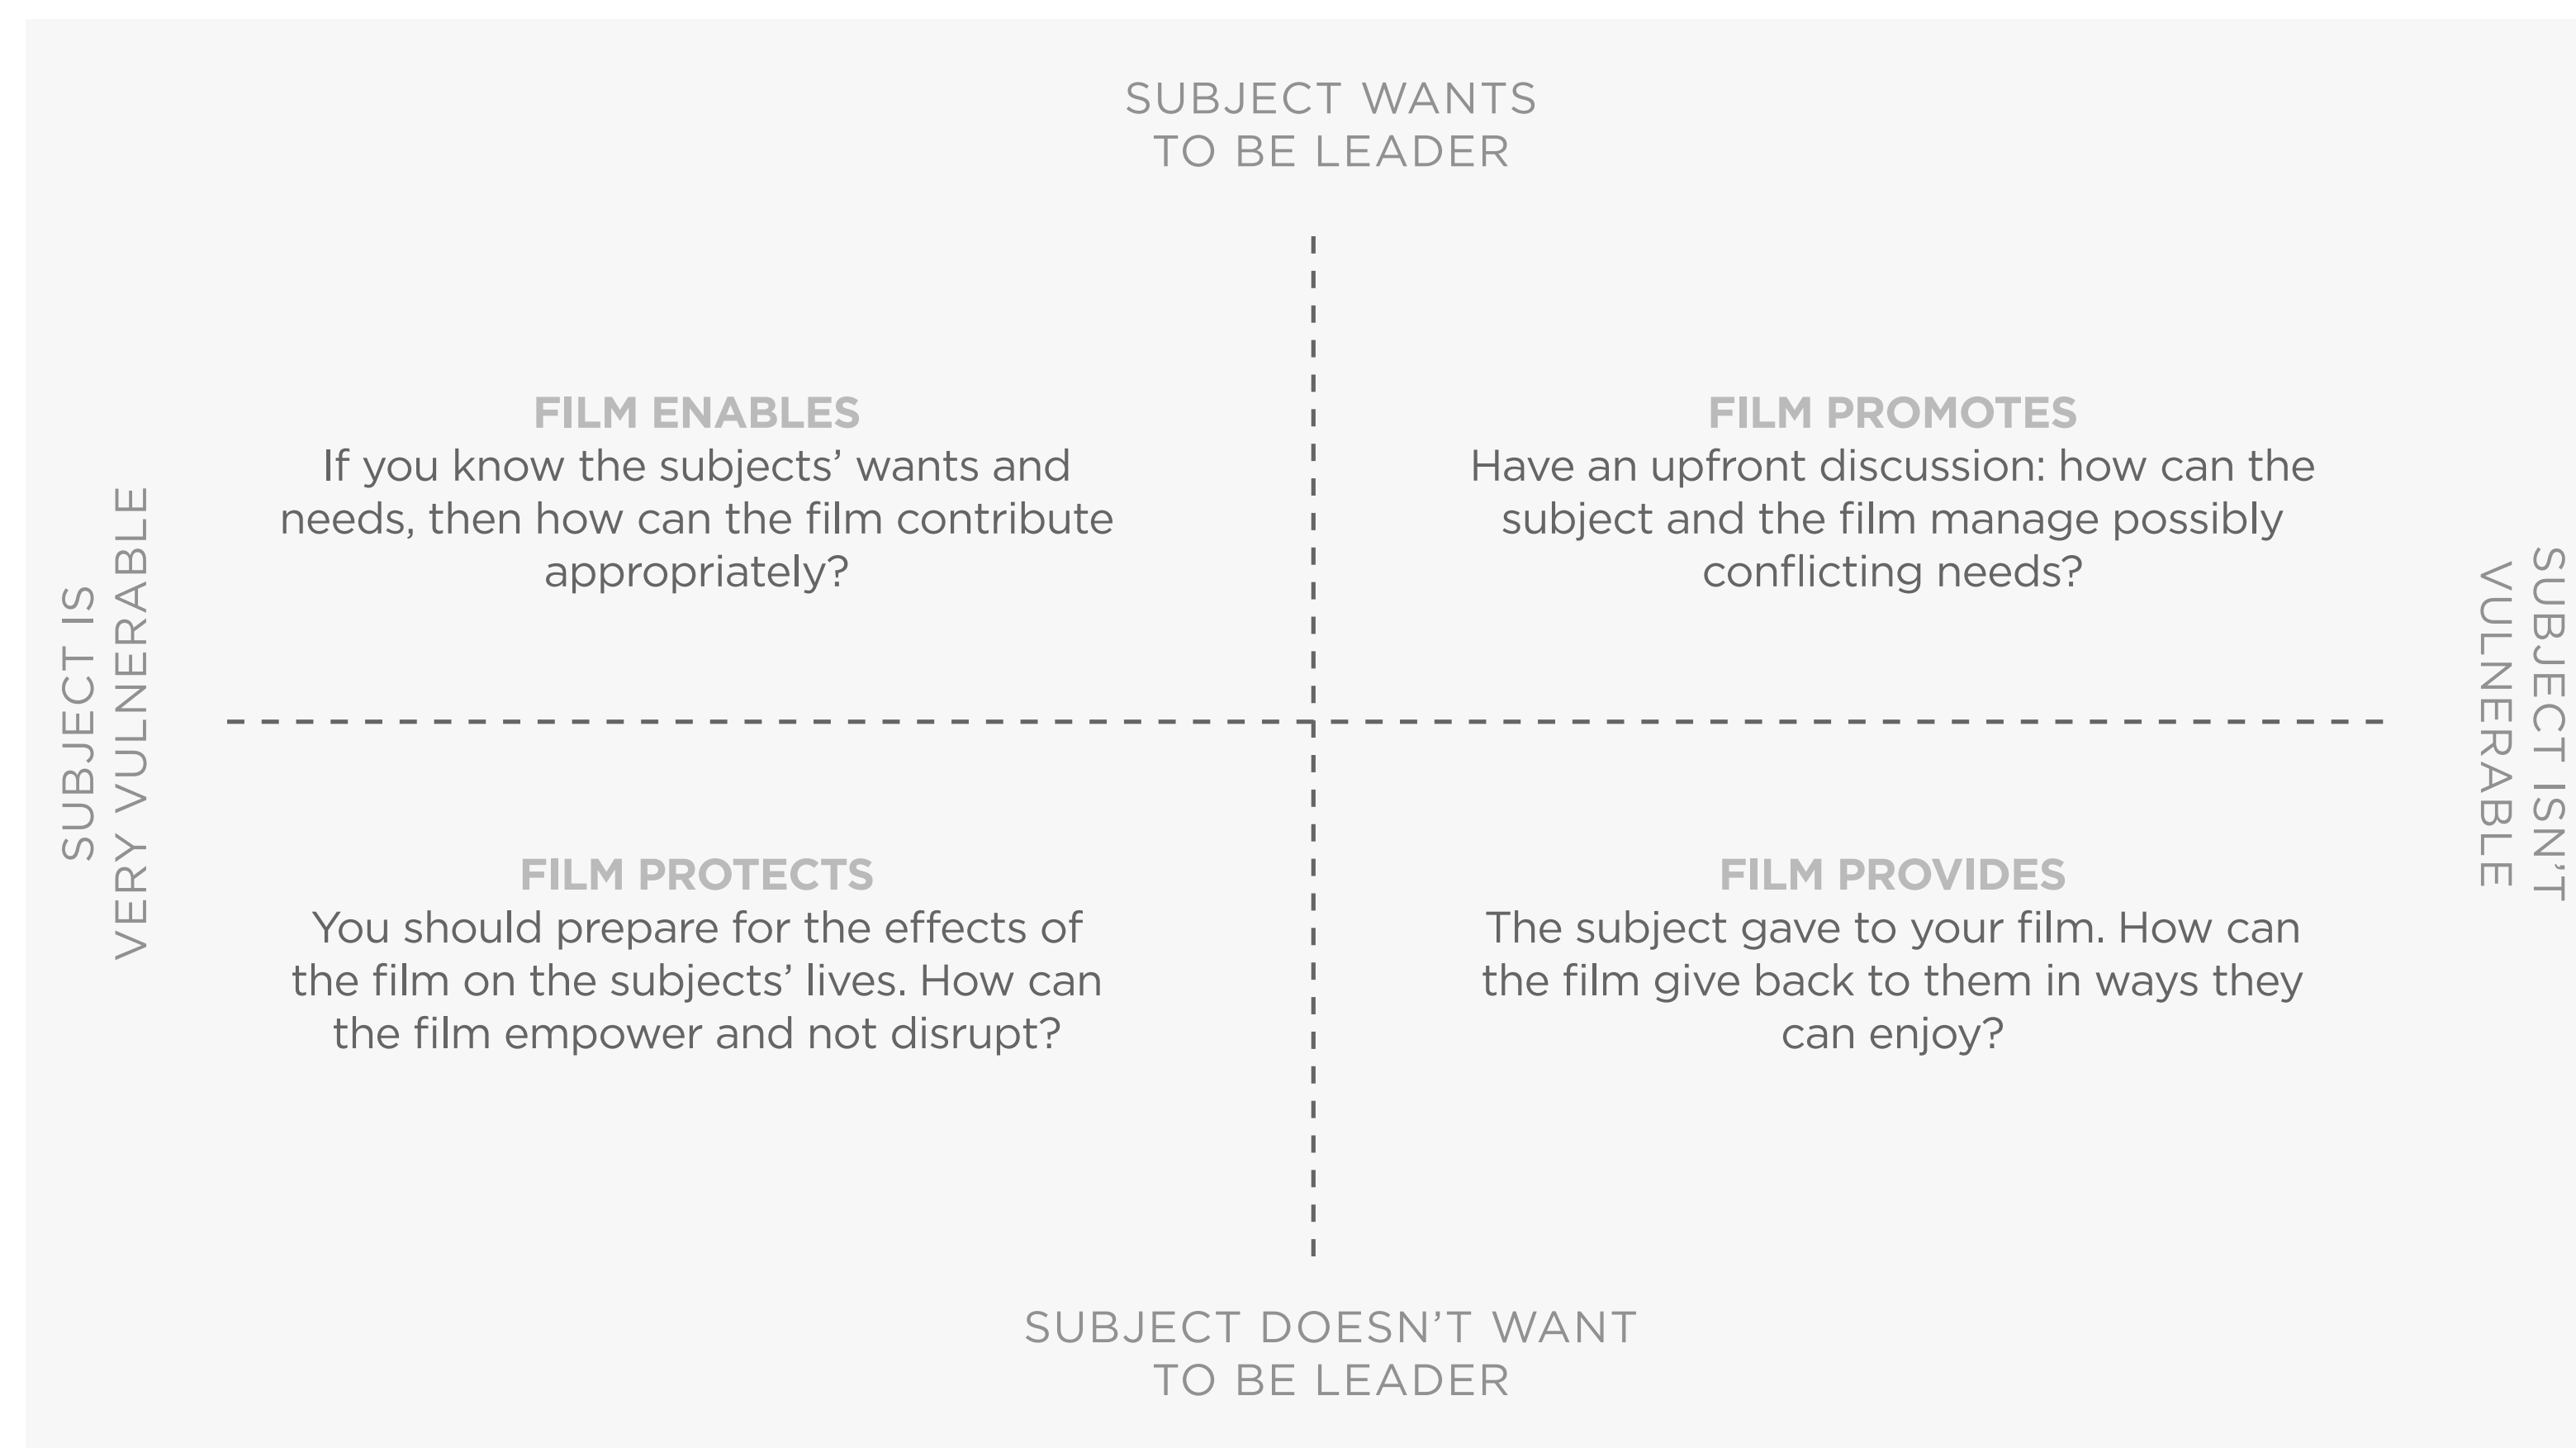 SUBJECT WANTS
TO BE LEADER
FILM ENABLES
If you know the subjects’ wants and
needs, then how can the film contribute
appropriately?
FILM PROMOTES
Have an upfront discussion: how can the
subject and the film manage possibly
conflicting needs?
SUBJECT IS
VERY VULNERABLE
SUBJECT ISN’T
VULNERABLE
FILM PROTECTS
You should prepare for the effects of
the film on the subjects’ lives. How can
the film empower and not disrupt?
FILM PROVIDES
The subject gave to your film. How can
the film give back to them in ways they
can enjoy?
SUBJECT DOESN’T WANT
TO BE LEADER